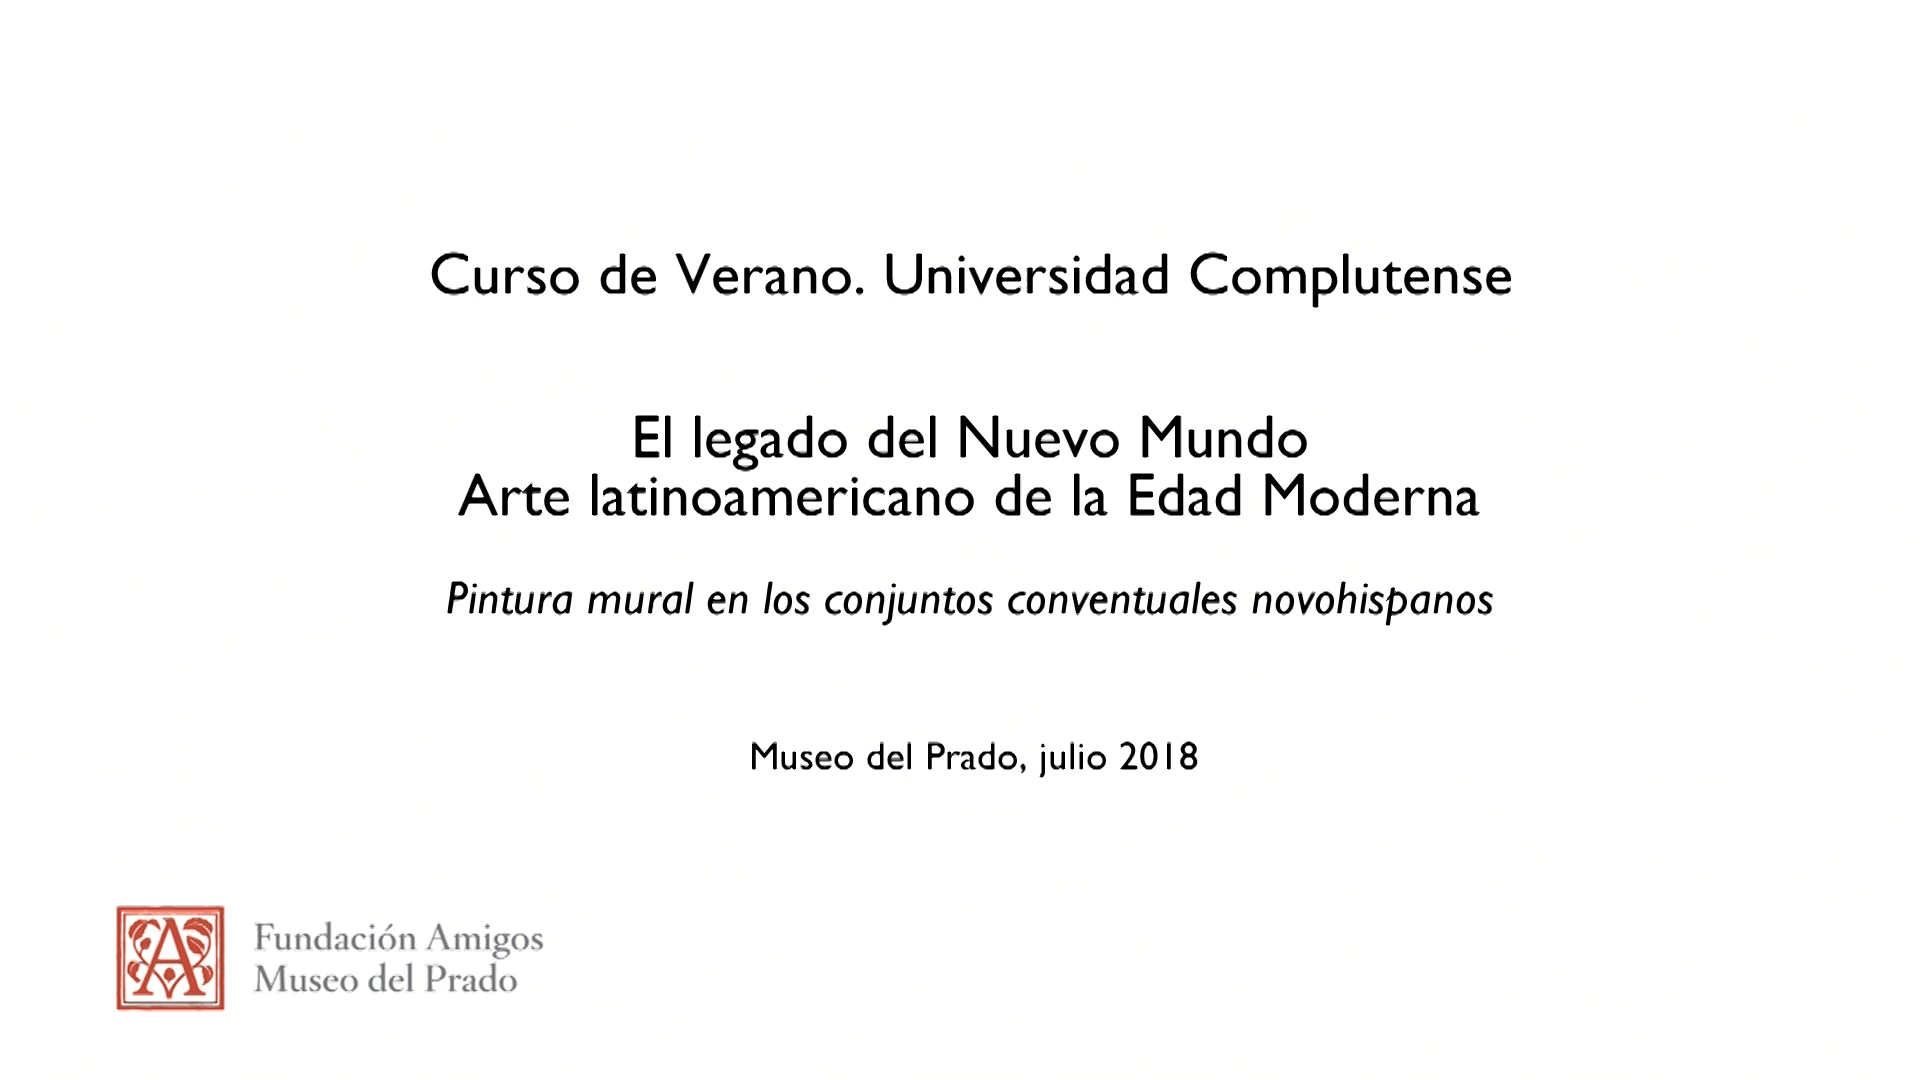 Curso de Verano. Universidad Complutense
El legado del Nuevo Mundo
Arte latinoamericano de la Edad Moderna
Pintura mural en los conjuntos conventuales novohispanos
Museo del Prado, julio 2018
A
Fundación Amigos
Museo del Prado